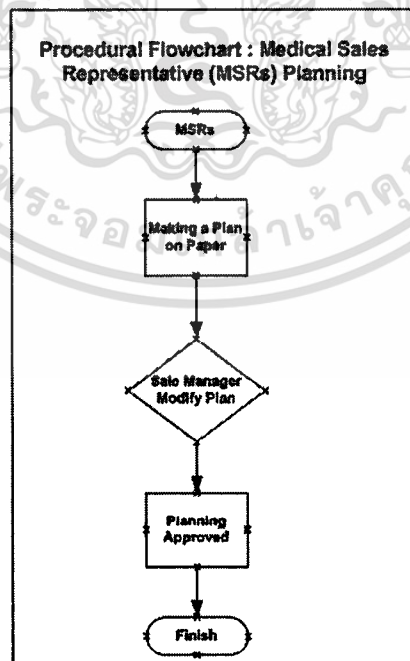 Procedural Flowchart : Medical Sales
Representative (MSRs) Planning
MSRs
Making a Plan
on Paper
Sale Manager
Modify Plan
Planning
Approved
Finish